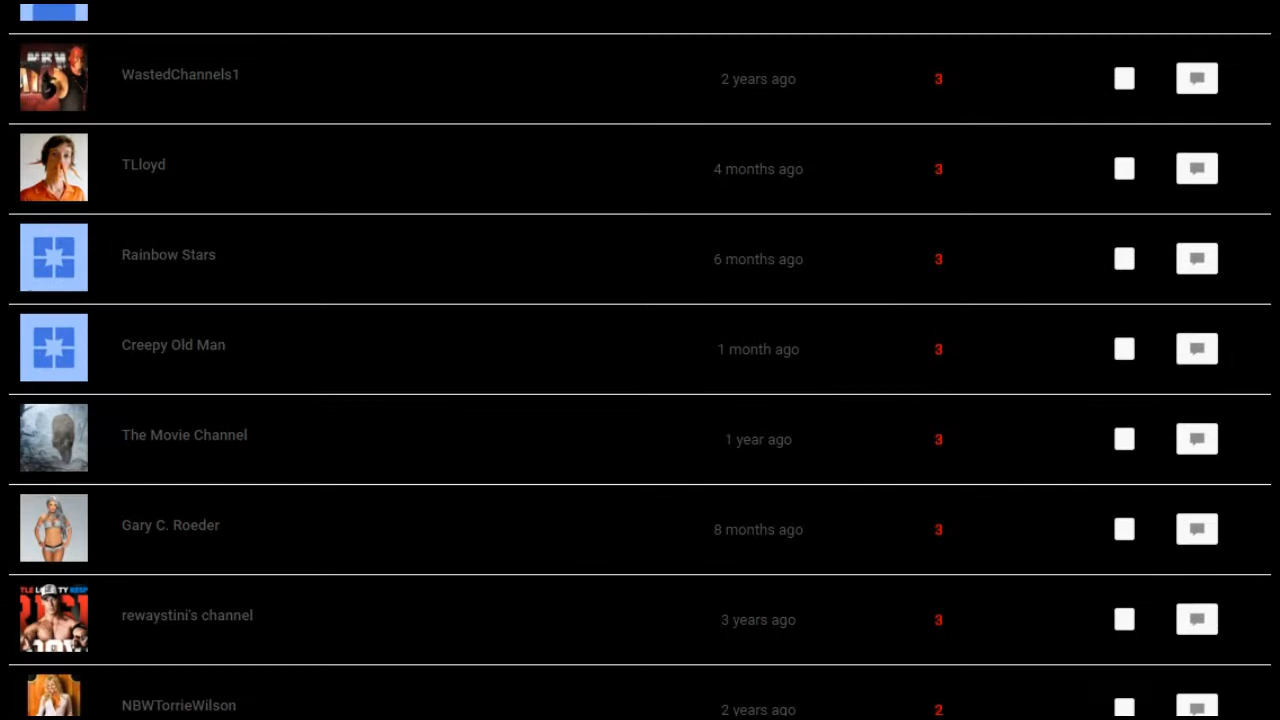 WastedChannels1 2 years ago 3
TLloyd 4 months ago 3
Rainbow Stars 6 months ago 3
Creepy Old Man 1 month ago 3
The Movie Channel 1 year ago 3
Gary C. Roeder 8 months ago 3
rewaystini's channel 3 years ago 3
NBWTorrieWilson 2 years ago 2